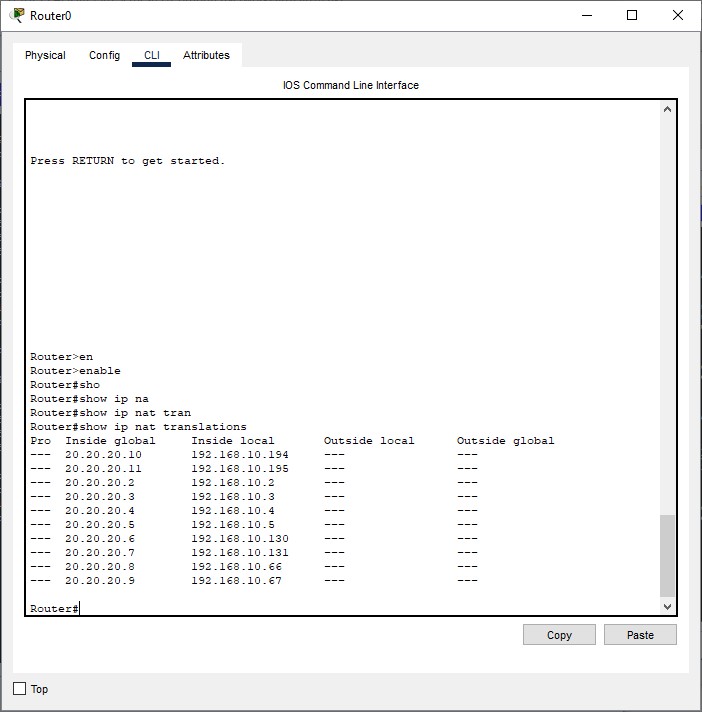 Router0
Physical Config CLI Attributes
IOS Command Line Interface
Press RETURN to get started.
Router>en
Router>enable
Router#sho
Router#show ip na
Router#show ip nat tran
Router#show ip nat translations
Pro  Inside global     Inside local       Outside local      Outside global
---  20.20.20.10       192.168.10.194     ---                ---
---  20.20.20.11       192.168.10.195     ---                ---
---  20.20.20.2        192.168.10.2       ---                ---
---  20.20.20.3        192.168.10.3       ---                ---
---  20.20.20.4        192.168.10.4       ---                ---
---  20.20.20.5        192.168.10.5       ---                ---
---  20.20.20.6        192.168.10.130     ---                ---
---  20.20.20.7        192.168.10.131     ---                ---
---  20.20.20.8        192.168.10.66      ---                ---
---  20.20.20.9        192.168.10.67      ---                ---
Router#
Copy Paste
Top